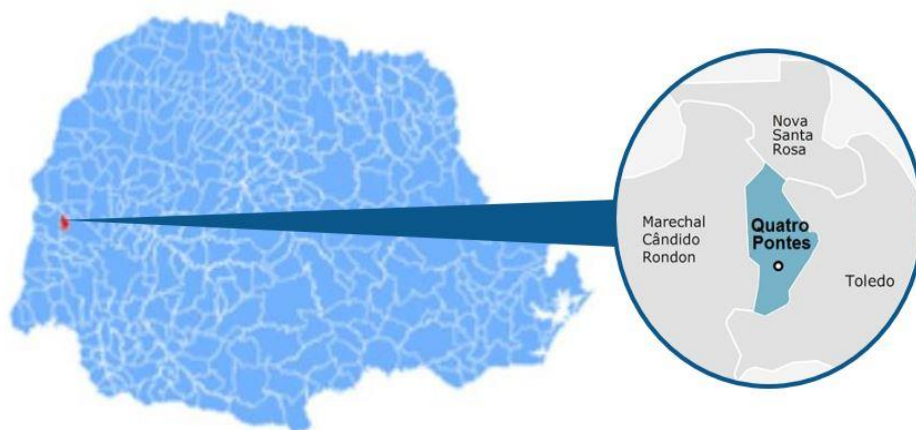 Nova
Santa
Rosa
Marechal
Cândido
Rondon
Quatro
Pontes
Toledo